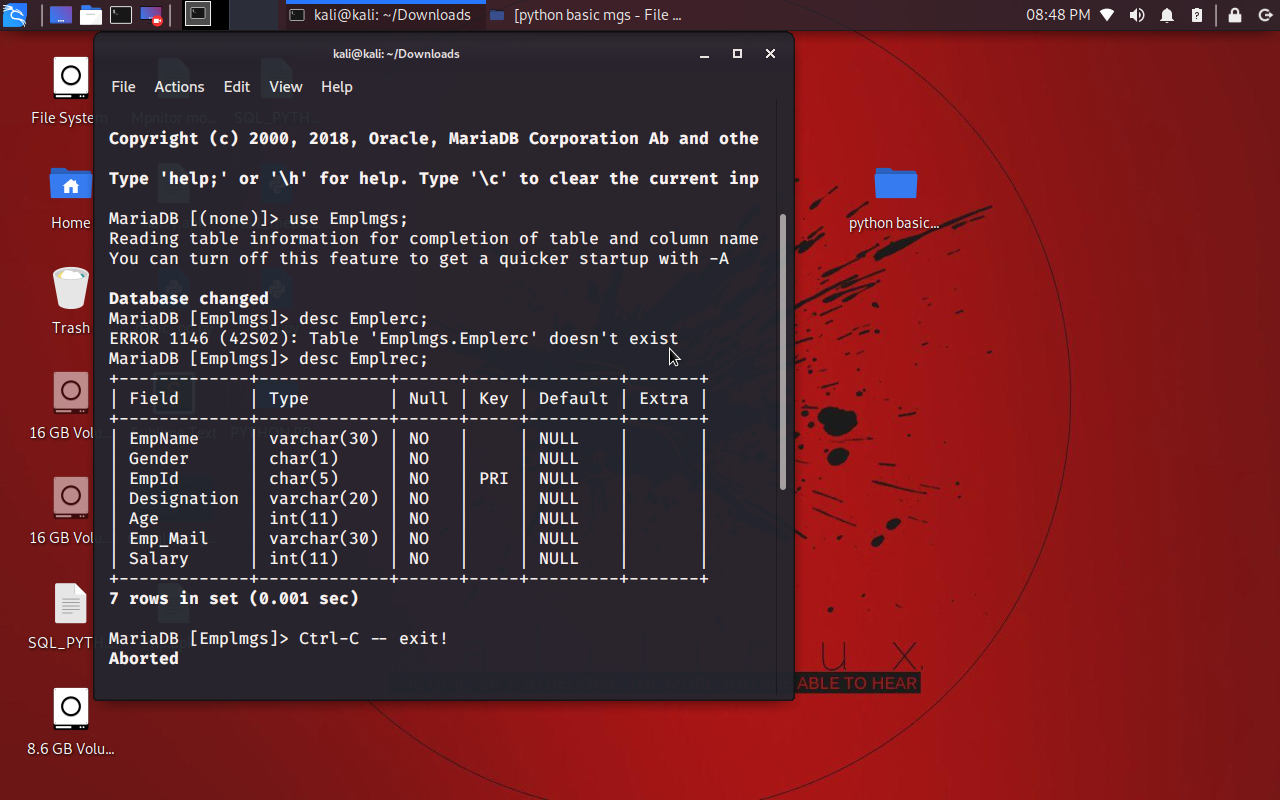 kali@kali: ~/Downloads
[python basic mgs - File ...
08:48 PM
kali@kali: ~/Downloads
File Actions Edit View Help
File System
Home
Trash
16 GB Volu...
16 GB Volu...
SQL_PYTH
8.6 GB Volu...
python basic...
Copyright (c) 2000, 2018, Oracle, MariaDB Corporation Ab and othe
Type 'help;' or '\h' for help. Type '\c' to clear the current inp
MariaDB [(none)]> use Emplmgs;
Reading table information for completion of table and column name
You can turn off this feature to get a quicker startup with -A
Database changed
MariaDB [Emplmgs]> desc Emplerc;
ERROR 1146 (42S02): Table 'Emplmgs.Emplerc' doesn't exist
MariaDB [Emplmgs]> desc Emplrec;
+-------------+-------------+------+-----+---------+-------+
| Field | Type | Null | Key | Default | Extra |
+-------------+-------------+------+-----+---------+-------+
| EmpName | varchar(30) | NO | | NULL | |
| Gender | char(1) | NO | | NULL | |
| EmpId | char(5) | NO | PRI | NULL | |
| Designation | varchar(20) | NO | | NULL | |
| Age | int(11) | NO | | NULL | |
| Emp_Mail | varchar(30) | NO | | NULL | |
| Salary | int(11) | NO | | NULL | |
+-------------+-------------+------+-----+---------+-------+
7 rows in set (0.001 sec)
MariaDB [Emplmgs]> Ctrl-C -- exit!
Aborted
u x
ABLE TO HEAR